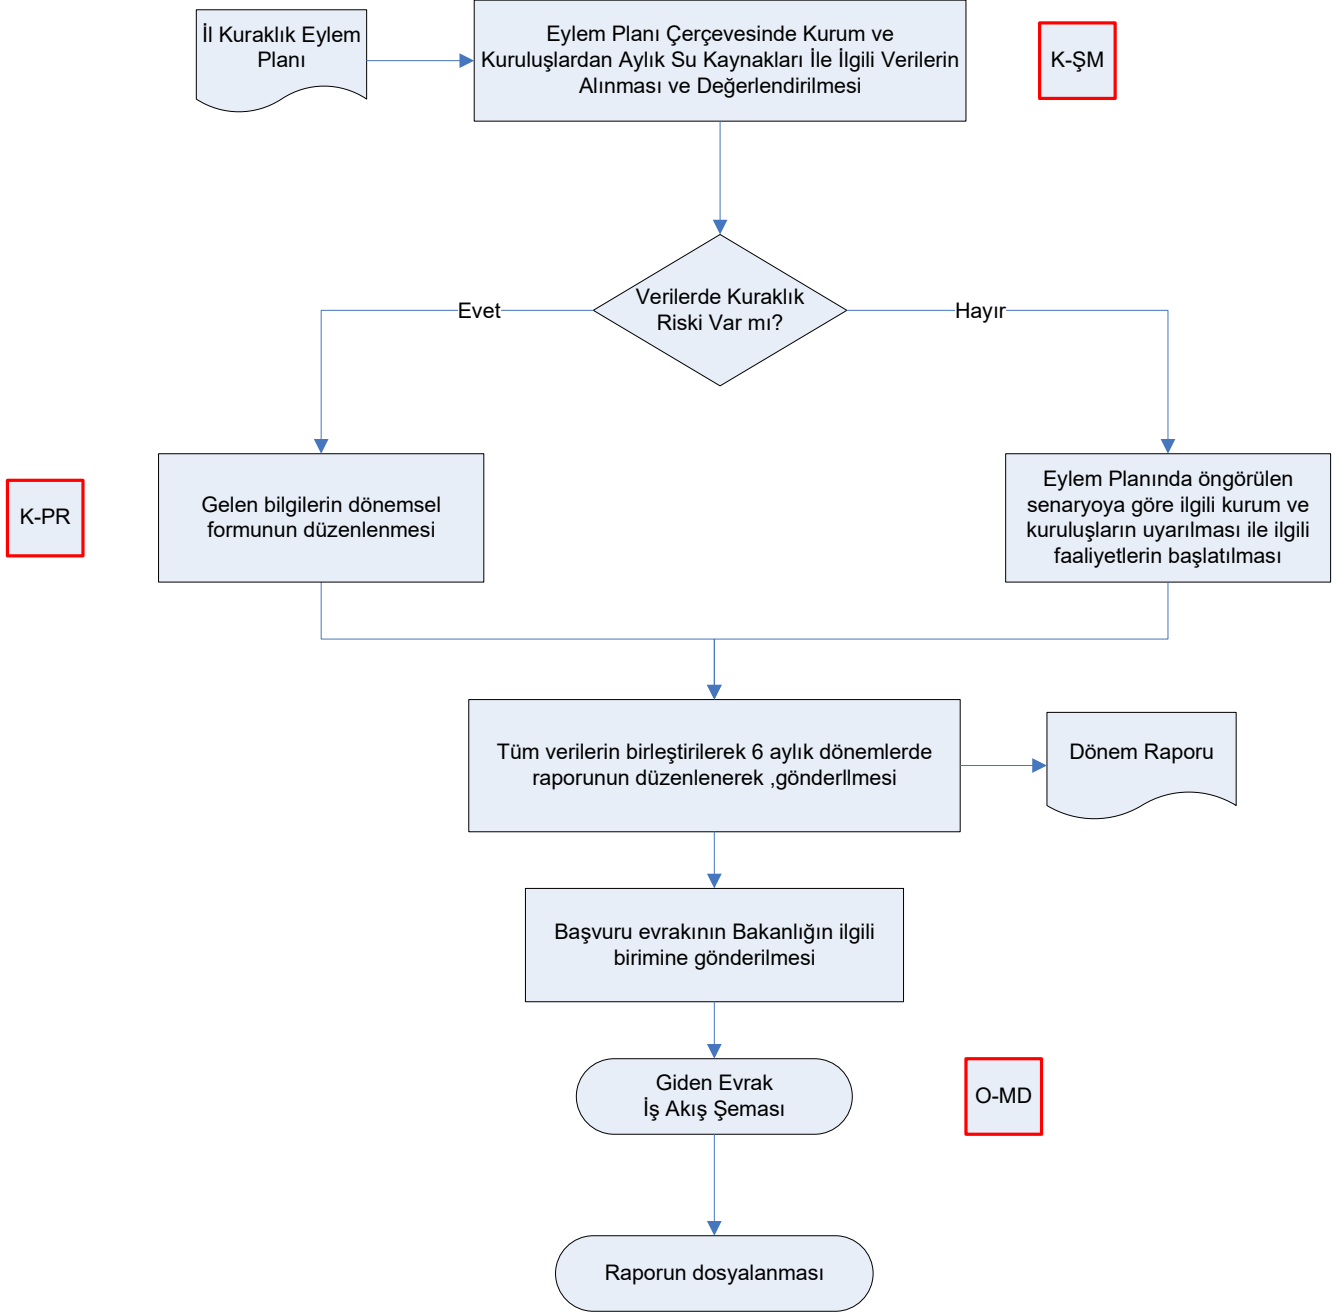 İl Kuraklık Eylem
Planı
Eylem Planı Çerçevesinde Kurum ve
Kuruluşlardan Aylık Su Kaynakları İle İlgili Verilerin
Alınması ve Değerlendirilmesi
K-ŞM
Verilerde Kuraklık
Riski Var mı?
Evet
Hayır
K-PR
Gelen bilgilerin dönemsel
formunun düzenlenmesi
Eylem Planında öngörülen
senaryoya göre ilgili kurum ve
kuruluşların uyarılması ile ilgili
faaliyetlerin başlatılması
Tüm verilerin birleştirilerek 6 aylık dönemlerde
raporunun düzenlenerek ,gönderIlmesi
Dönem Raporu
Başvuru evrakının Bakanlığın ilgili
birimine gönderilmesi
Giden Evrak
İş Akış Şeması
O-MD
Raporun dosyalanması